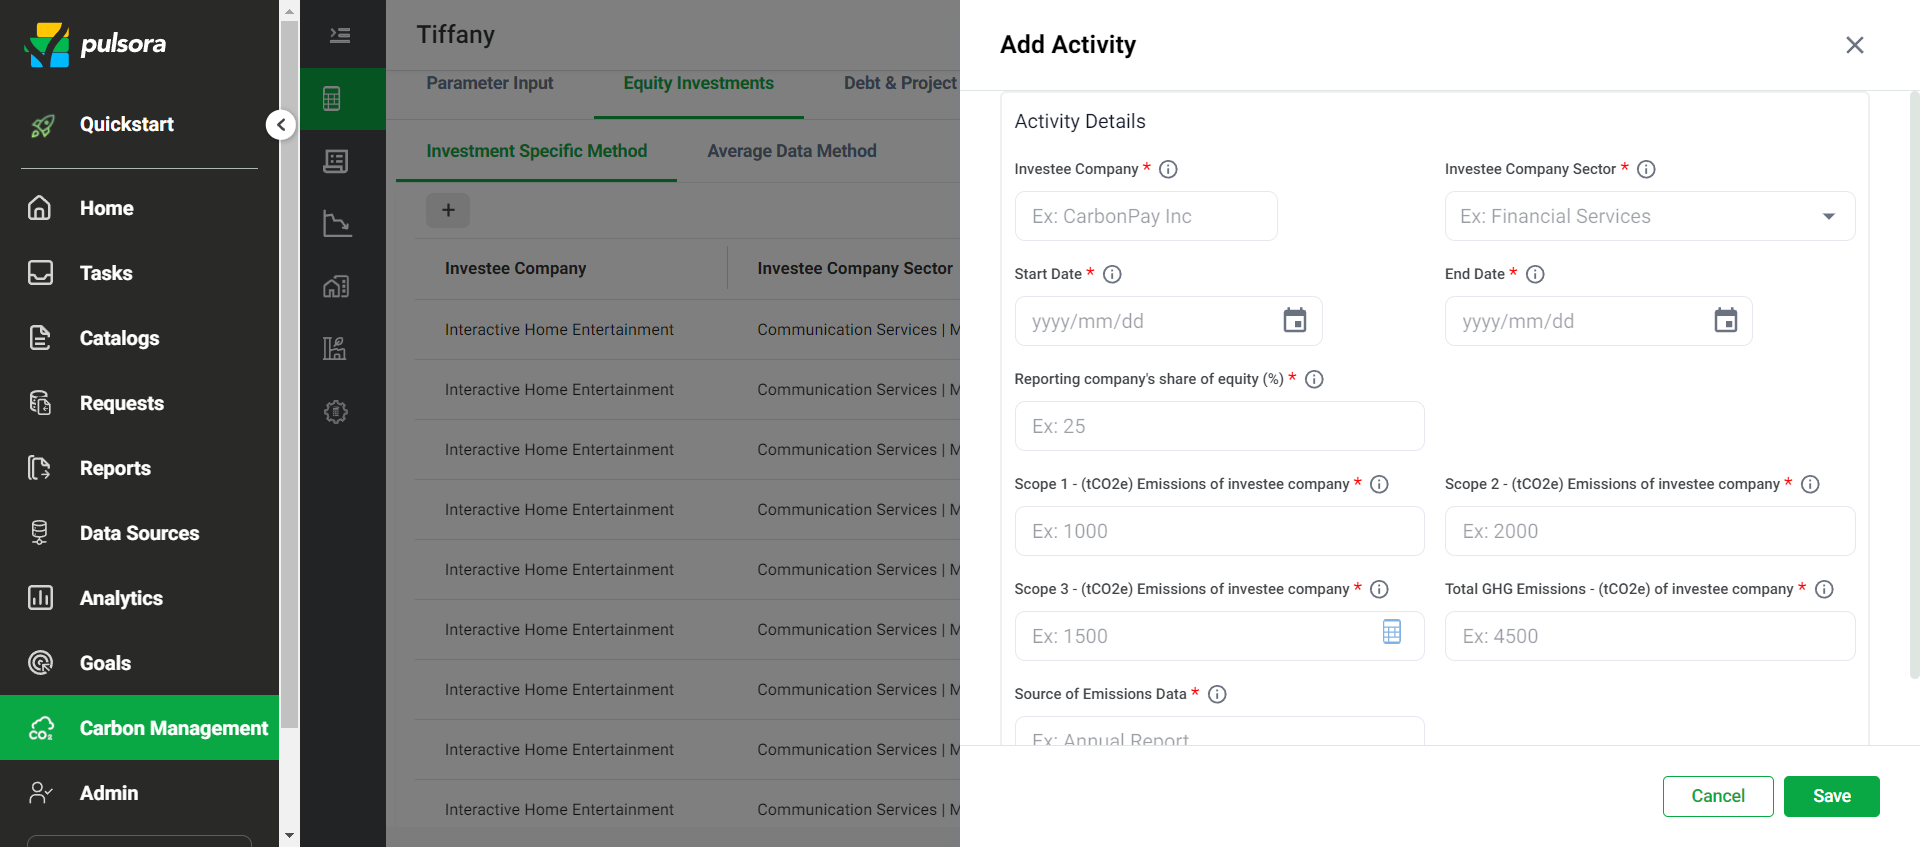 pulsora
Quickstart
Home
Tasks
Catalogs
Requests
Reports
Data Sources
Analytics
Goals
Carbon Management
Admin
Tiffany
Parameter Input
Equity Investments
Debt & Project
Investment Specific Method
Average Data Method
+
Investee Company
Investee Company Sector
Interactive Home Entertainment
Communication Services | M
Interactive Home Entertainment
Communication Services | M
Interactive Home Entertainment
Communication Services | M
Interactive Home Entertainment
Communication Services | M
Interactive Home Entertainment
Communication Services | M
Interactive Home Entertainment
Communication Services | M
Interactive Home Entertainment
Communication Services | M
Interactive Home Entertainment
Communication Services | M
Interactive Home Entertainment
Communication Services | M
Add Activity
Activity Details
Investee Company *
Ex: CarbonPay Inc
Investee Company Sector *
Ex: Financial Services
Start Date *
yyyy/mm/dd
End Date *
yyyy/mm/dd
Reporting company's share of equity (%) *
Ex: 25
Scope 1 - (tCO2e) Emissions of investee company *
Ex: 1000
Scope 2 - (tCO2e) Emissions of investee company *
Ex: 2000
Scope 3 - (tCO2e) Emissions of investee company *
Ex: 1500
Total GHG Emissions - (tCO2e) of investee company *
Ex: 4500
Source of Emissions Data *
Ex: Annual Report
Cancel
Save